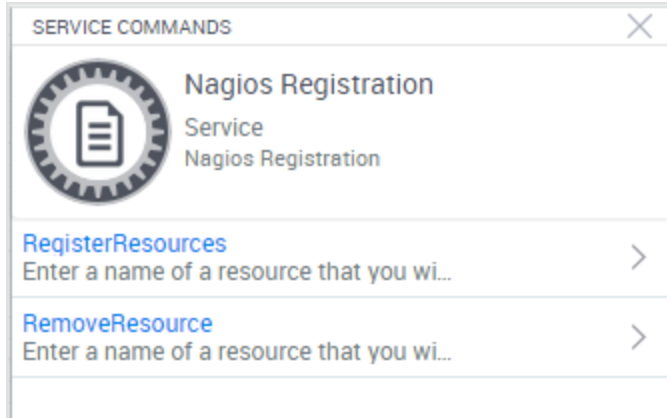 SERVICE COMMANDS
Nagios Registration
Service
Nagios Registration
RegisterResources
Enter a name of a resource that you wi...
RemoveResource
Enter a name of a resource that you wi...